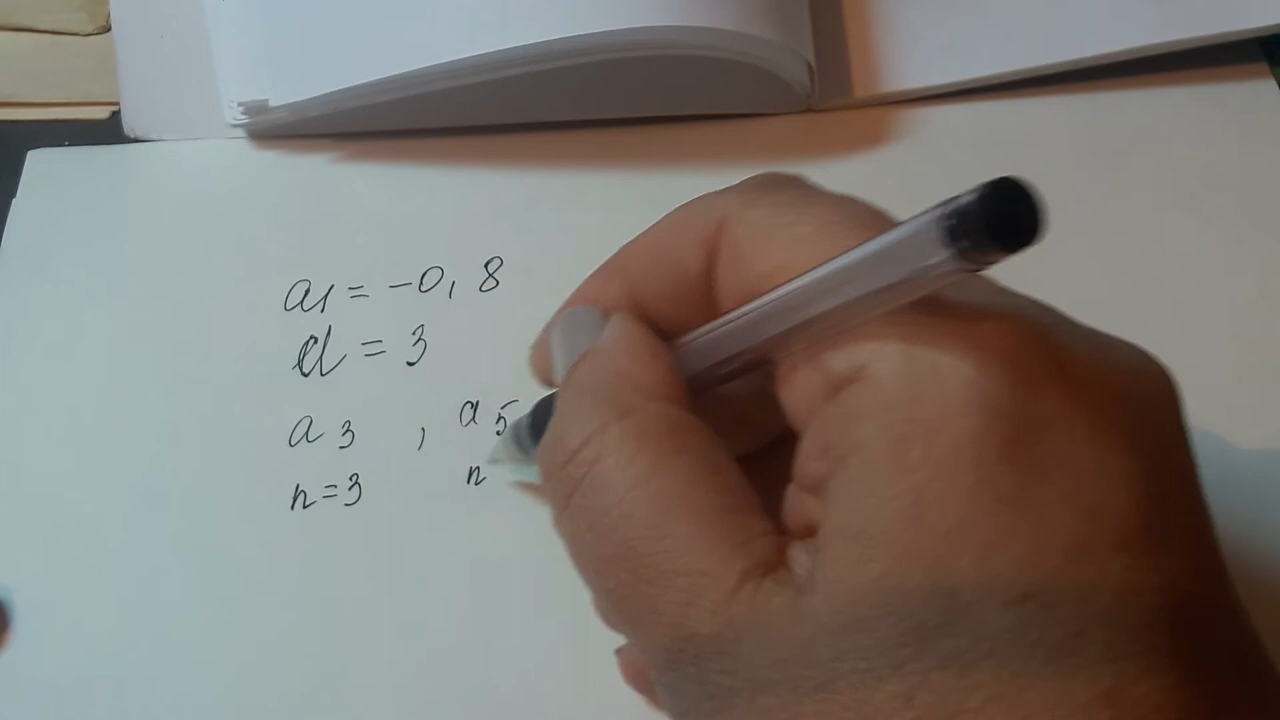 a1 = -0,8
d = 3
a3 , a5
n=3 n